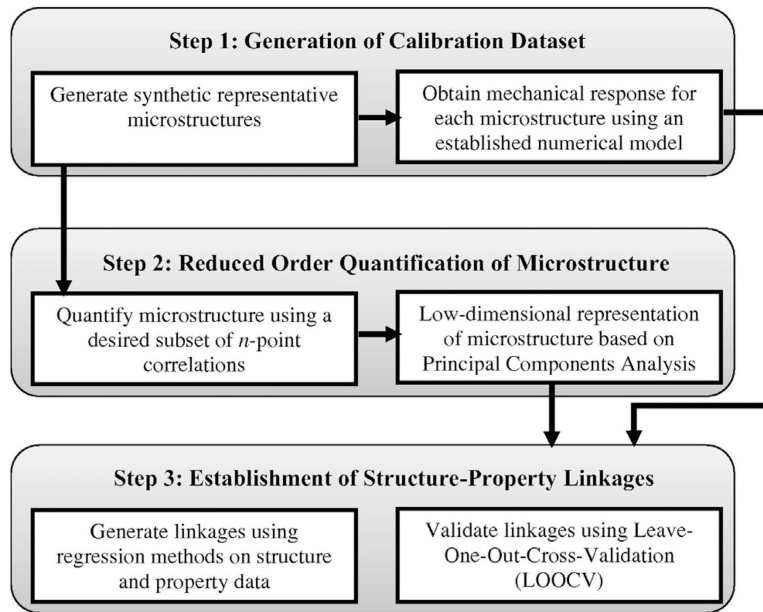 Step 1: Generation of Calibration Dataset
Generate synthetic representative
microstructures
Obtain mechanical response for
each microstructure using an
established numerical model
Step 2: Reduced Order Quantification of Microstructure
Quantify microstructure using a
desired subset of n-point
correlations
Low-dimensional representation
of microstructure based on
Principal Components Analysis
Step 3: Establishment of Structure-Property Linkages
Generate linkages using
regression methods on structure
and property data
Validate linkages using Leave-
One-Out-Cross-Validation
(LOOCV)